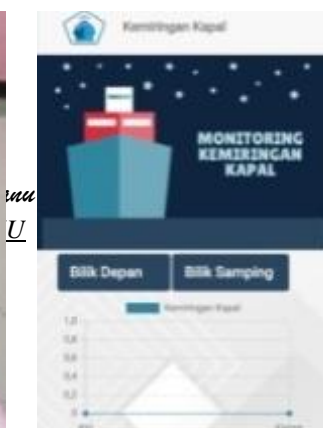 Kemiringan Kapal
MONITORING
KEMIRINGAN
KAPAL
U
Bilik Depan
Bilik Samping
Kemiringan Kapal
1,0
0,8
0,6
0,4
0,2
0